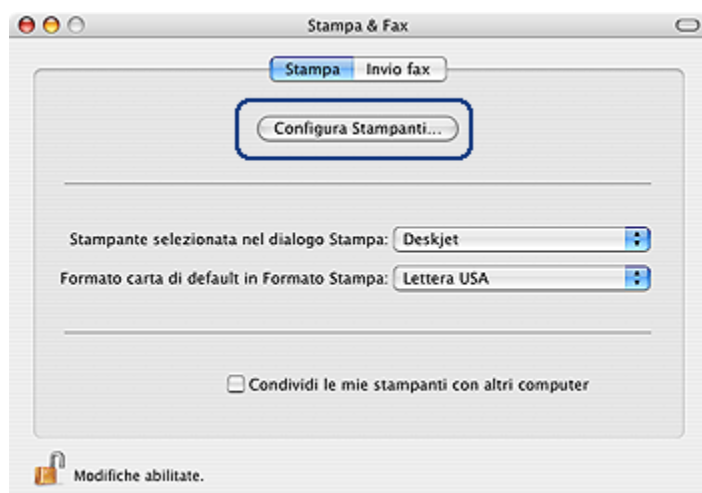 Stampa & Fax
Stampa Invio fax
Configura Stampanti...
Stampante selezionata nel dialogo Stampa: Deskjet
Formato carta di default in Formato Stampa: Lettera USA
Condividi le mie stampanti con altri computer
Modifiche abilitate.